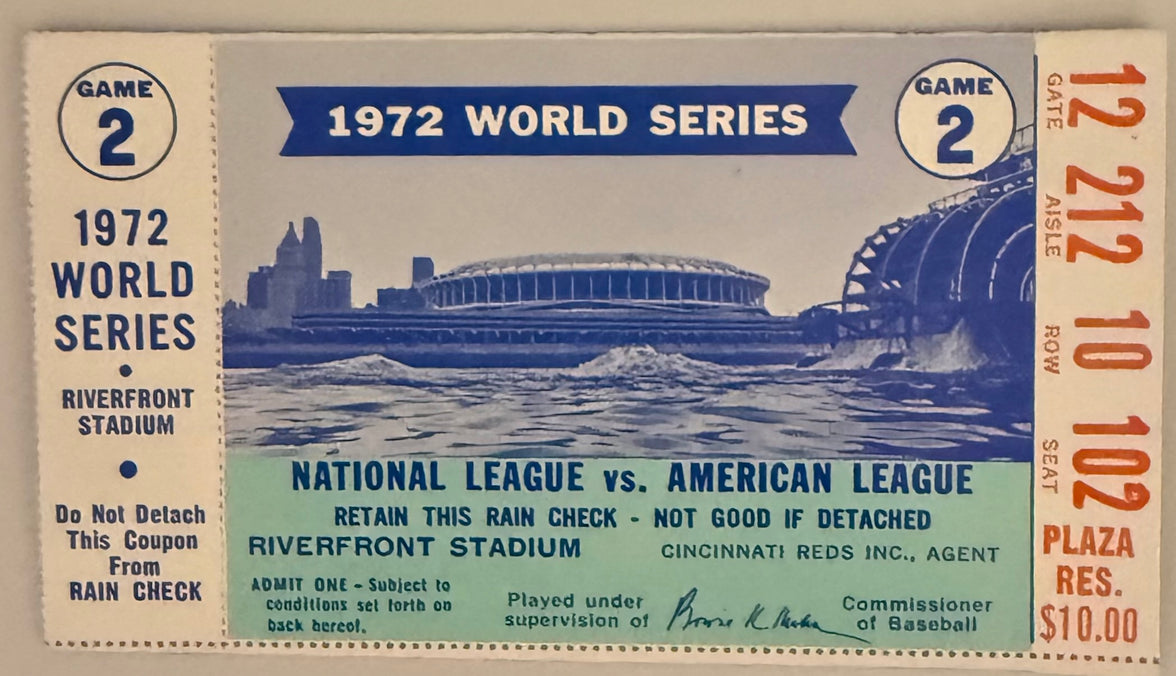 GAME
2
1972
WORLD
SERIES
RIVERFRONT
STADIUM
Do Not Detach
This Coupon
From
RAIN CHECK
1972 WORLD SERIES
GAME
2
NATIONAL LEAGUE vs. AMERICAN LEAGUE
RETAIN THIS RAIN CHECK - NOT GOOD IF DETACHED
RIVERFRONT STADIUM
CINCINNATI REDS INC., AGENT
ADMIT ONE - Subject to
conditions set forth on
back hereof.
Played under
supervision of
Bowie K Kuhn
Commissioner
of Baseball
GATE 12
AISLE 212
ROW 10
SEAT 102
PLAZA
RES.
$10.00